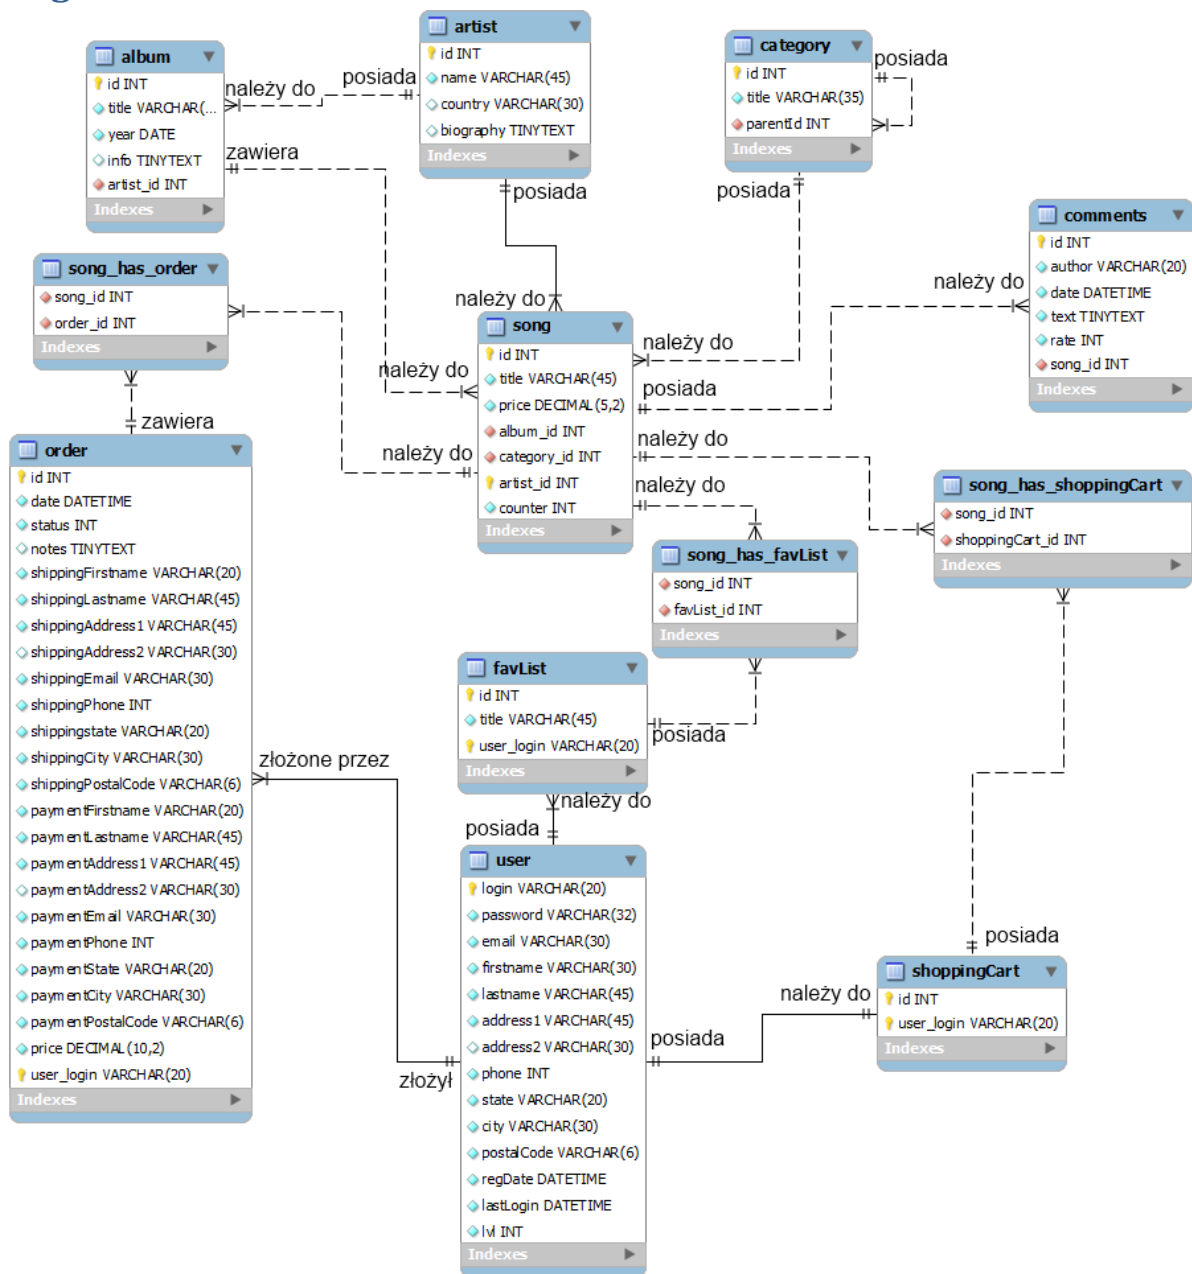 album
id INT
title VARCHAR(...
year DATE
info TINYTEXT
artist_id INT
Indexes
artist
id INT
name VARCHAR(45)
country VARCHAR(30)
biography TINYTEXT
Indexes
category
id INT
title VARCHAR(35)
parentId INT
Indexes
posiada
należy do
posiada
zawiera
posiada
posiada
comments
id INT
author VARCHAR(20)
date DATETIME
text TINYTEXT
rate INT
song_id INT
Indexes
song_has_order
song_id INT
order_id INT
Indexes
należy do
należy do
song
id INT
title VARCHAR(45)
price DECIMAL(5,2)
album_id INT
category_id INT
artist_id INT
counter INT
Indexes
należy do
należy do
posiada
należy do
należy do
należy do
zawiera
order
id INT
date DATETIME
status INT
notes TINYTEXT
shippingFirstname VARCHAR(20)
shippingLastname VARCHAR(45)
shippingAddress1 VARCHAR(45)
shippingAddress2 VARCHAR(30)
shippingEmail VARCHAR(30)
shippingPhone INT
shippingstate VARCHAR(20)
shippingCity VARCHAR(30)
shippingPostalCode VARCHAR(6)
paymentFirstname VARCHAR(20)
paymentLastname VARCHAR(45)
paymentAddress1 VARCHAR(45)
paymentAddress2 VARCHAR(30)
paymentEmail VARCHAR(30)
paymentPhone INT
paymentState VARCHAR(20)
paymentCity VARCHAR(30)
paymentPostalCode VARCHAR(6)
price DECIMAL(10,2)
user_login VARCHAR(20)
Indexes
song_has_shoppingCart
song_id INT
shoppingCart_id INT
Indexes
song_has_favList
song_id INT
favList_id INT
Indexes
favList
id INT
title VARCHAR(45)
user_login VARCHAR(20)
Indexes
posiada
złożone przez
należy do
posiada
user
login VARCHAR(20)
password VARCHAR(32)
email VARCHAR(30)
firstname VARCHAR(30)
lastname VARCHAR(45)
address1 VARCHAR(45)
address2 VARCHAR(30)
phone INT
state VARCHAR(20)
city VARCHAR(30)
postalCode VARCHAR(6)
regDate DATETIME
lastLogin DATETIME
lvl INT
Indexes
złożył
posiada
należy do
posiada
shoppingCart
id INT
user_login VARCHAR(20)
Indexes